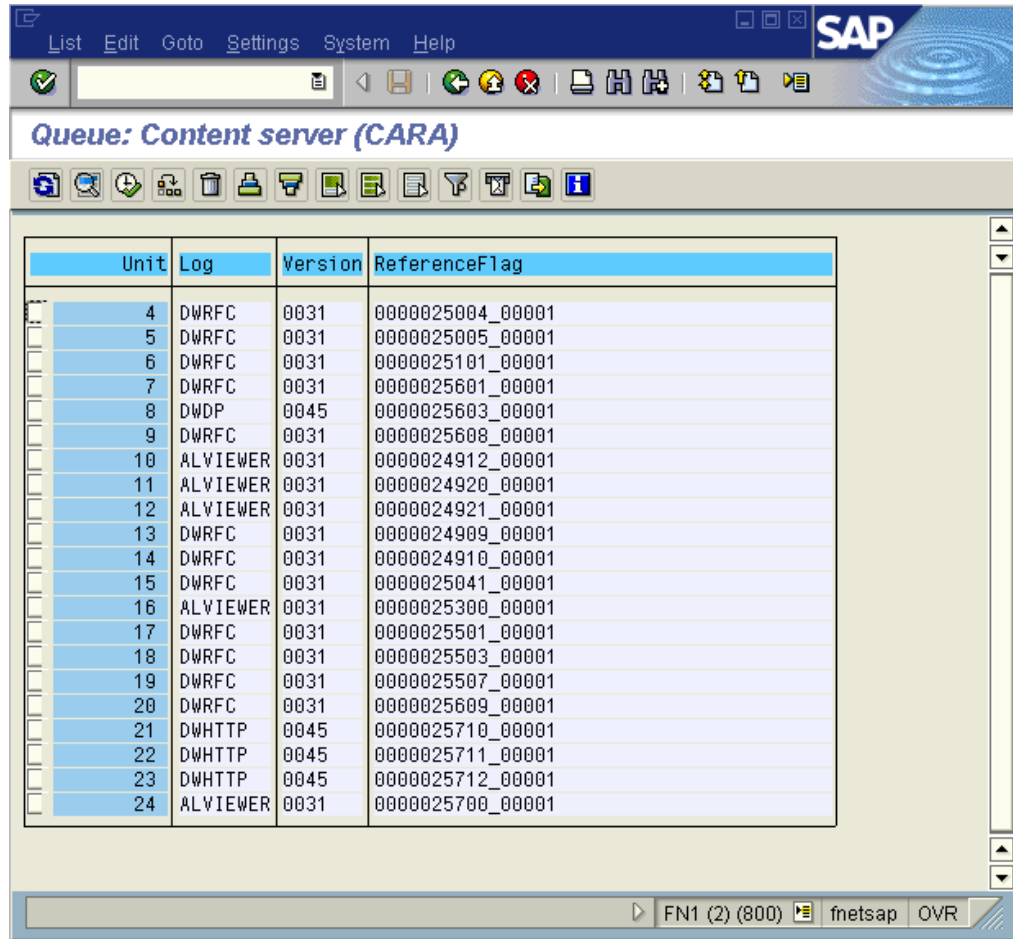 List Edit Goto Settings System Help
SAP
Queue: Content server (CARA)
Unit Log Version ReferenceFlag
4 DWRFC 0031 0000025004_00001
5 DWRFC 0031 0000025005_00001
6 DWRFC 0031 0000025101_00001
7 DWRFC 0031 0000025601_00001
8 DWDP 0045 0000025603_00001
9 DWRFC 0031 0000025608_00001
10 ALVIEWER 0031 0000024912_00001
11 ALVIEWER 0031 0000024920_00001
12 ALVIEWER 0031 0000024921_00001
13 DWRFC 0031 0000024909_00001
14 DWRFC 0031 0000024910_00001
15 DWRFC 0031 0000025041_00001
16 ALVIEWER 0031 0000025300_00001
17 DWRFC 0031 0000025501_00001
18 DWRFC 0031 0000025503_00001
19 DWRFC 0031 0000025507_00001
20 DWRFC 0031 0000025609_00001
21 DWHTTP 0045 0000025710_00001
22 DWHTTP 0045 0000025711_00001
23 DWHTTP 0045 0000025712_00001
24 ALVIEWER 0031 0000025700_00001
FN1 (2) (800) fnetsap OVR